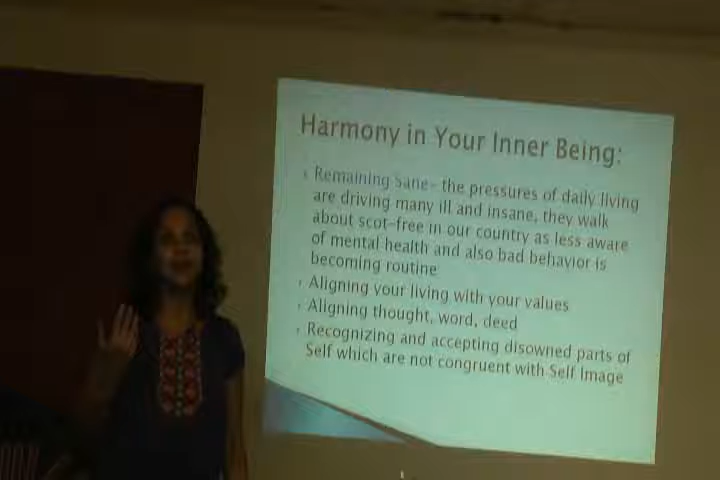 Harmony in Your Inner Being:
Remaining Sane- the pressures of daily living
are driving many ill and insane, they walk
about scot-free in our country as less aware
of mental health and also bad behavior is
becoming routine
Aligning your living with your values
Aligning thought, word, deed
Recognizing and accepting disowned parts of
Self which are not congruent with Self Image